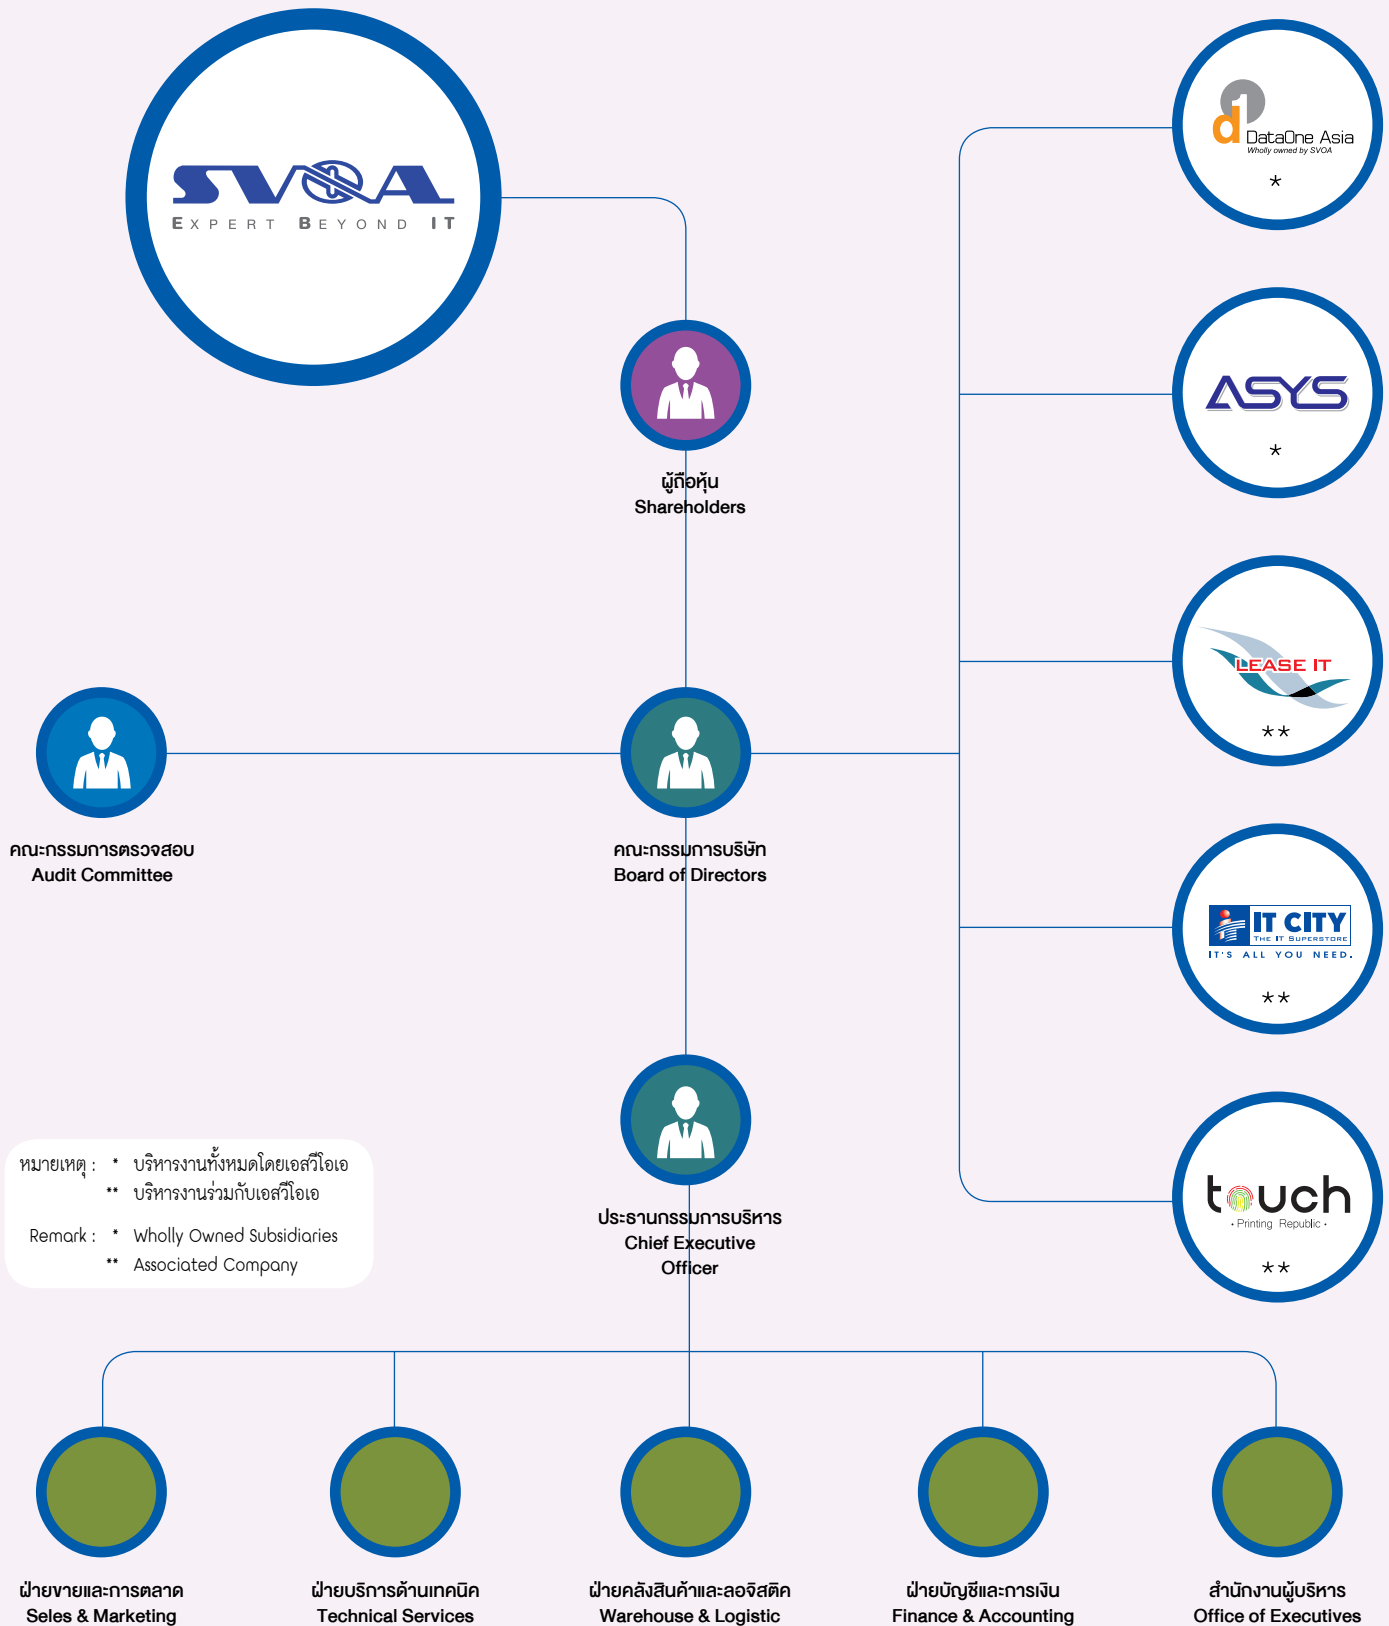 SVOA
EXPERT BEYOND IT
d1
DataOne Asia
Wholly owned by SVOA
*
ASYS
*
ผู้ถือหุ้น
Shareholders
LEASE IT
**
คณะกรรมการตรวจสอบ
Audit Committee
คณะกรรมการบริษัท
Board of Directors
IT CITY
THE IT SUPERSTORE
IT'S ALL YOU NEED.
**
หมายเหตุ : * บริหารงานทั้งหมดโดยเอสวีโอเอ
** บริหารงานร่วมกับเอสวีโอเอ
Remark : * Wholly Owned Subsidiaries
** Associated Company
ประธานกรรมการบริหาร
Chief Executive
Officer
touch
• Printing Republic •
**
ฝ่ายขายและการตลาด
Seles & Marketing
ฝ่ายบริการด้านเทคนิค
Technical Services
ฝ่ายคลังสินค้าและลอจิสติค
Warehouse & Logistic
ฝ่ายบัญชีและการเงิน
Finance & Accounting
สำนักงานผู้บริหาร
Office of Executives